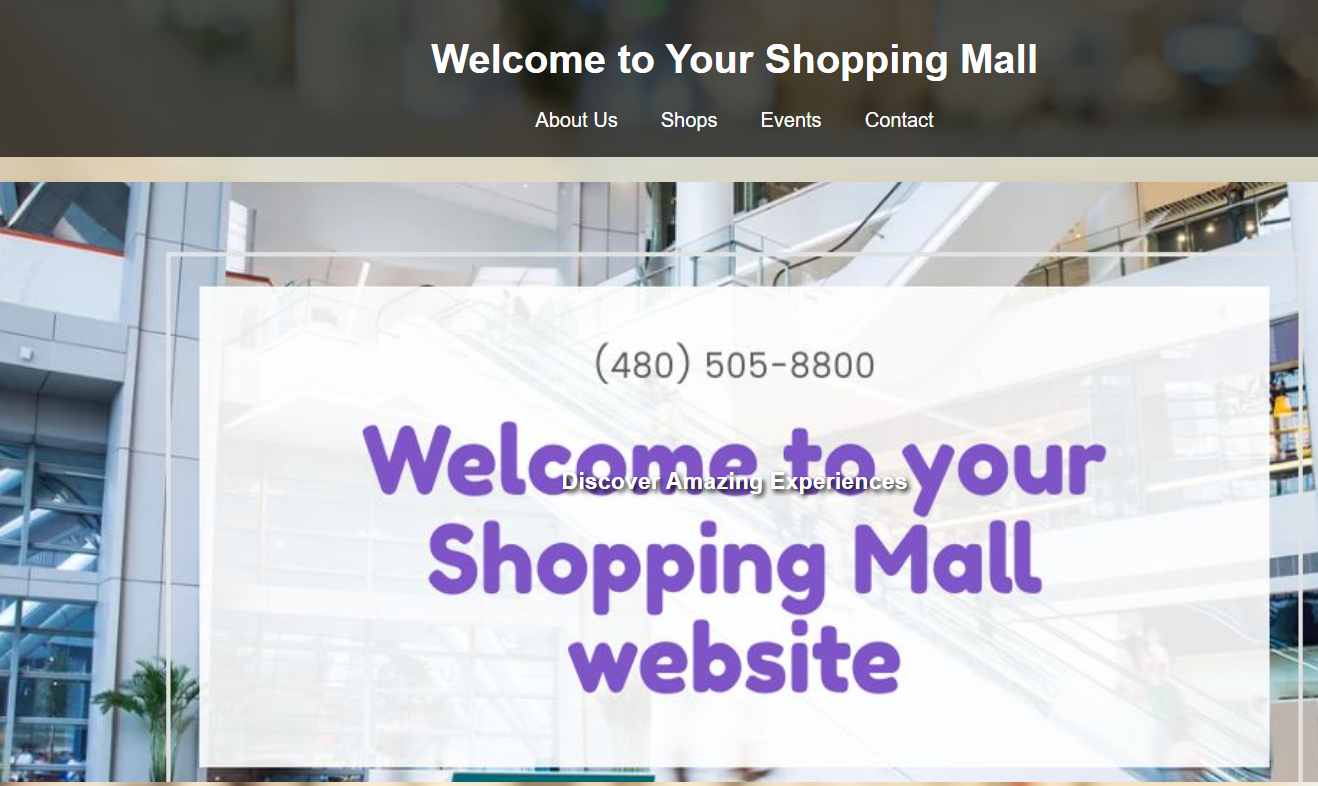 Welcome to Your Shopping Mall
About Us Shops Events Contact
(480) 505-8800
Welcome to your
Discover Amazing Experiences
Shopping Mall
website